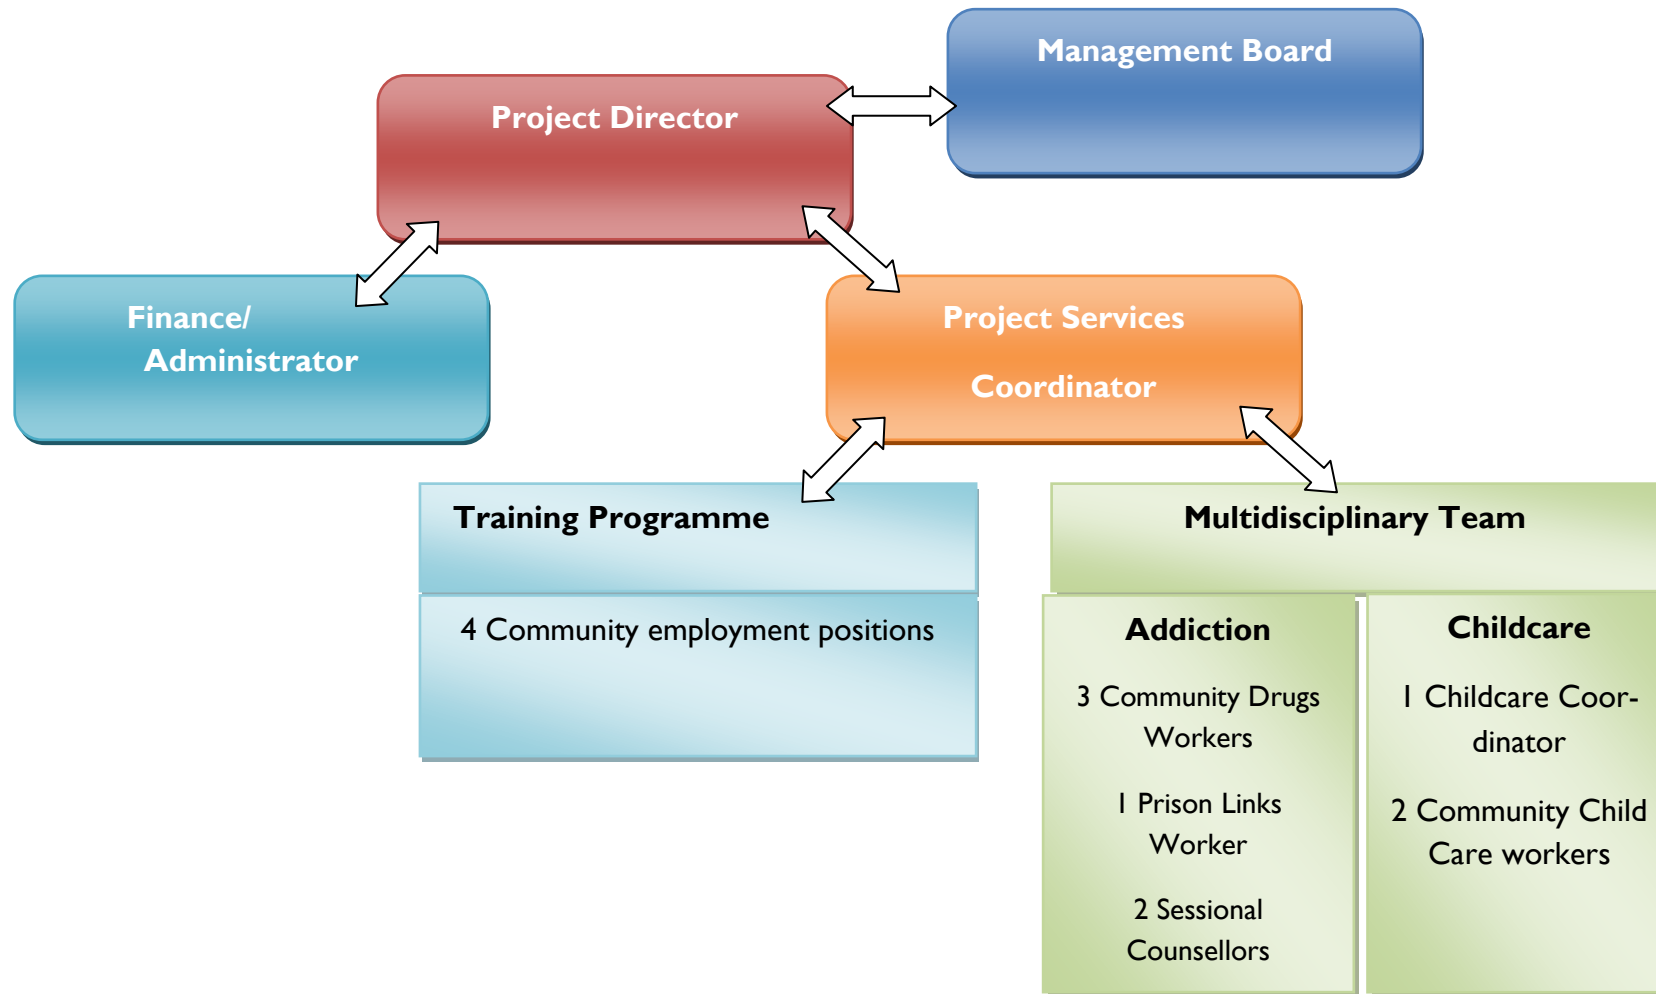 Management Board
Project Director
Finance/
Administrator
Project Services
Coordinator
Training Programme
4 Community employment positions
Multidisciplinary Team
Addiction
3 Community Drugs
Workers
1 Prison Links
Worker
2 Sessional
Counsellors
Childcare
1 Childcare Coor-
dinator
2 Community Child
Care workers